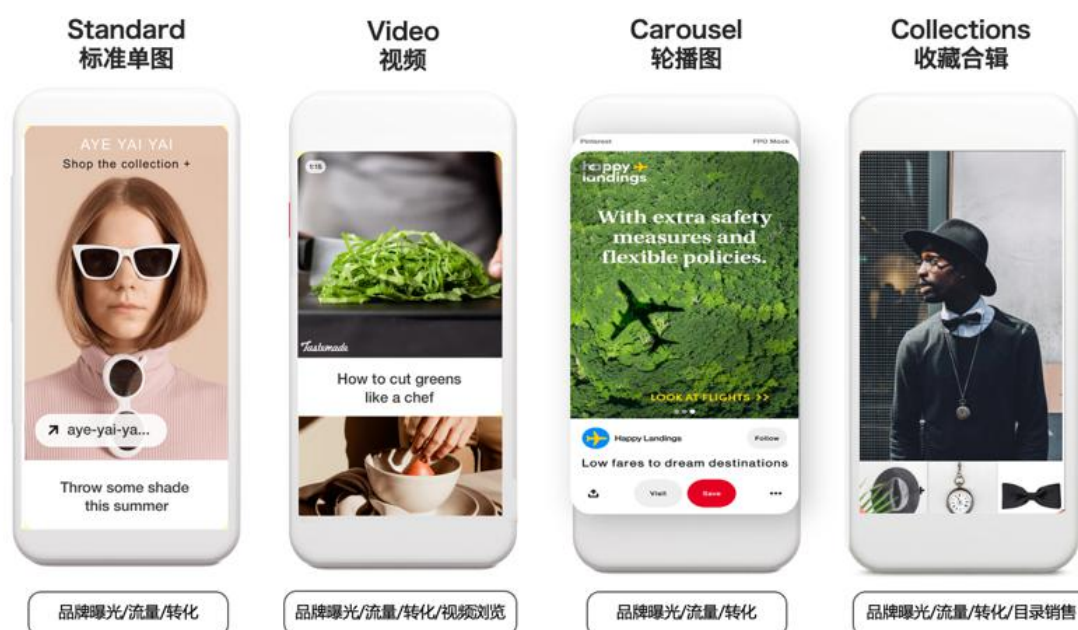 Standard
标准单图
Video
视频
Carousel
轮播图
Collections
收藏合辑
AYE YAI YAI
Shop the collection +
aye-yai-ya...
Throw some shade
this summer
1:15
Tastemade
How to cut greens
like a chef
Pinterest
FPO Mock
happy
landings
With extra safety
measures and
flexible policies.
LOOK AT FLIGHTS >>
Happy Landings
Follow
Low fares to dream destinations
Visit
Save
品牌曝光/流量/转化
品牌曝光/流量/转化/视频浏览
品牌曝光/流量/转化
品牌曝光/流量/转化/目录销售